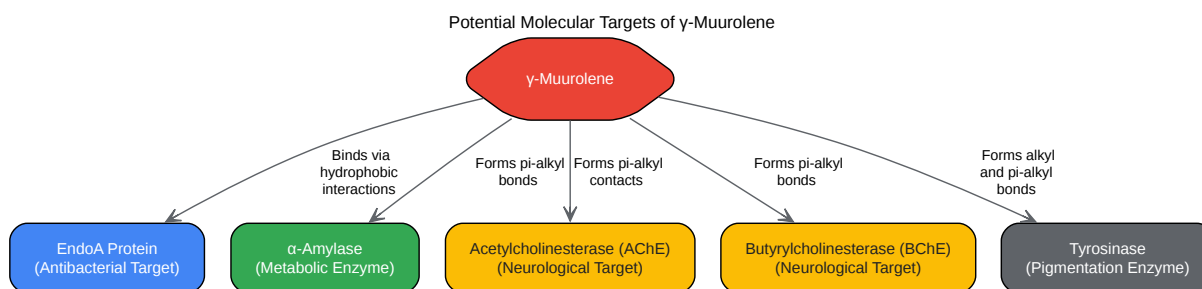 Potential Molecular Targets of γ-Muurolene
γ-Muurolene
Binds via
hydrophobic
interactions
Forms pi-alkyl
bonds
Forms pi-alkyl
contacts
Forms pi-alkyl
bonds
Forms alkyl
and pi-alkyl
bonds
EndoA Protein
(Antibacterial Target)
α-Amylase
(Metabolic Enzyme)
Acetylcholinesterase (AChE)
(Neurological Target)
Butyrylcholinesterase (BChE)
(Neurological Target)
Tyrosinase
(Pigmentation Enzyme)